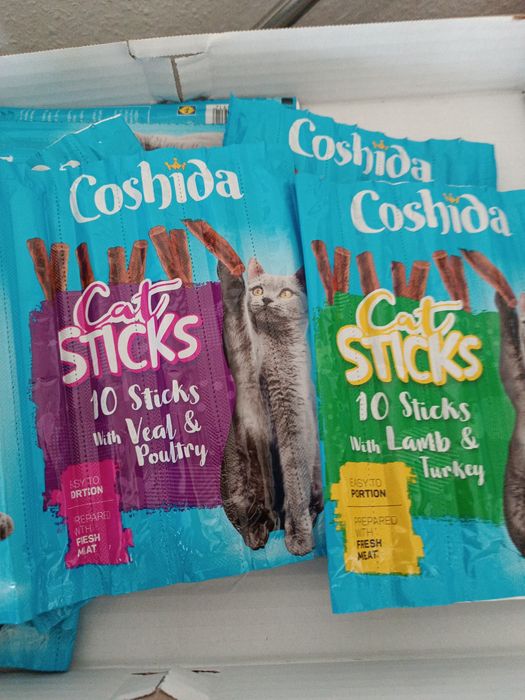 Coshida
Cat
STICKS
10 Sticks
With Veal &
Poultry
EASY TO
PORTION
PREPARED
WITH
FRESH
MEAT
Coshida
Coshida
Cat
STICKS
10 Sticks
With Lamb &
Turkey
EASY TO
PORTION
PREPARED
WITH
FRESH
MEAT